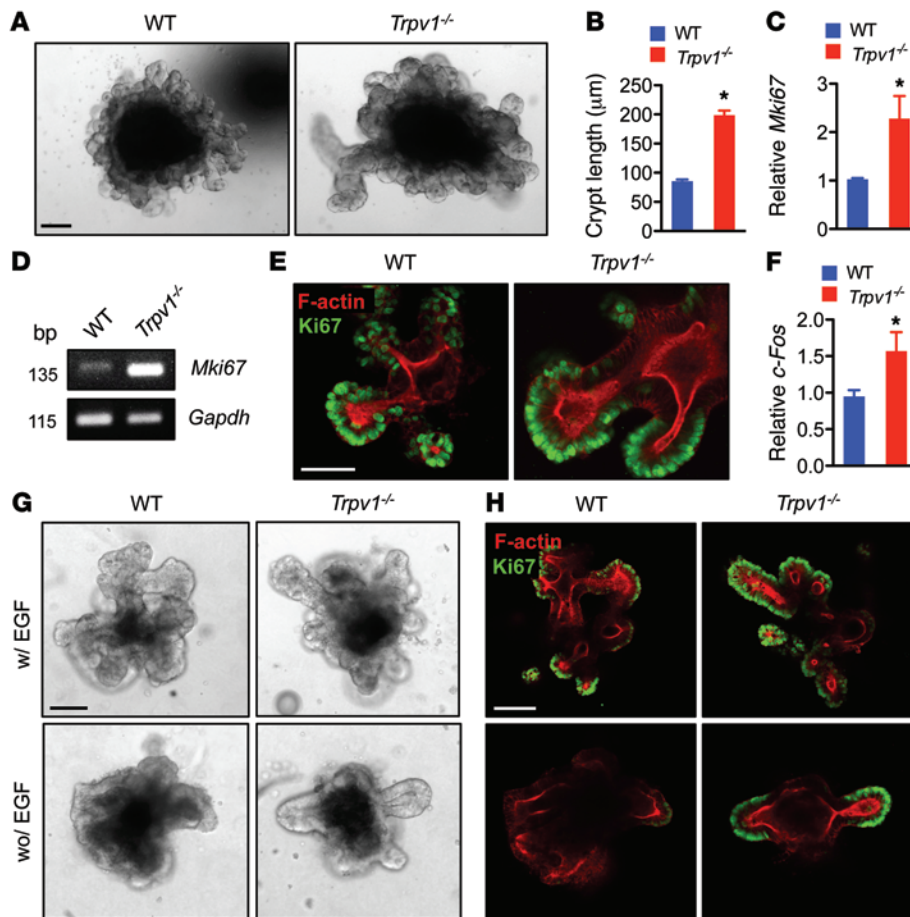 A
WT
Trpv1-/-
B
WT
Trpv1-/-
Crypt length (μm)
250
200
150
100
50
0
*
C
WT
Trpv1-/-
Relative Mki67
3
2
1
0
*
D
bp
WT
Trpv1-/-
135
Mki67
115
Gapdh
E
WT
Trpv1-/-
F-actin
Ki67
F
WT
Trpv1-/-
Relative c-Fos
2.0
1.5
1.0
0.5
0.0
*
G
WT
Trpv1-/-
w/ EGF
wo/ EGF
H
WT
Trpv1-/-
F-actin
Ki67